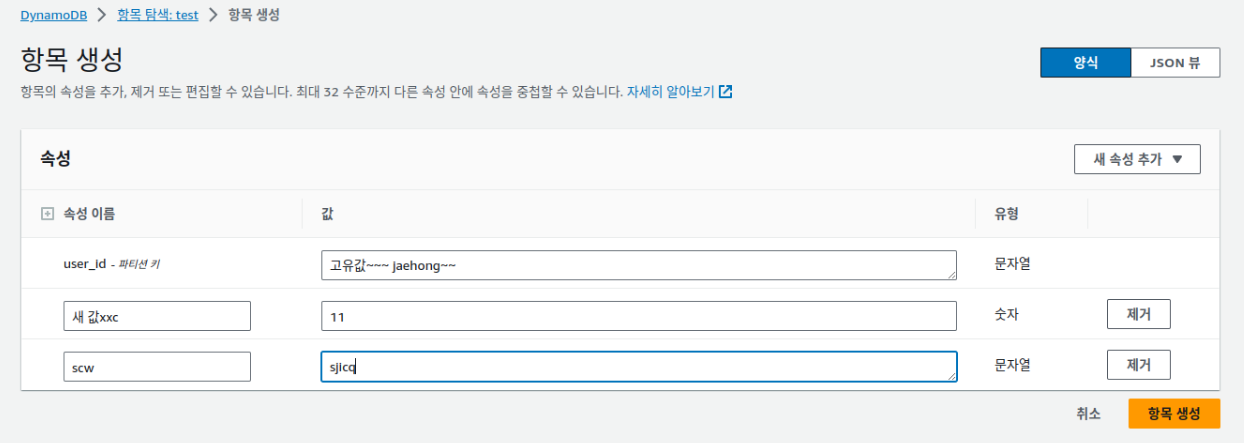 DynamoDB > 항목 탐색: test > 항목 생성
항목 생성
양식 JSON 뷰
항목의 속성을 추가, 제거 또는 편집할 수 있습니다. 최대 32 수준까지 다른 속성 안에 속성을 중첩할 수 있습니다. 자세히 알아보기
속성
새 속성 추가 ▼
속성 이름 값 유형
user_id - 파티션 키 고유값~~~ jaehong~~ 문자열
새 값xxc 11 숫자 제거
scw sjicq 문자열 제거
취소 항목 생성